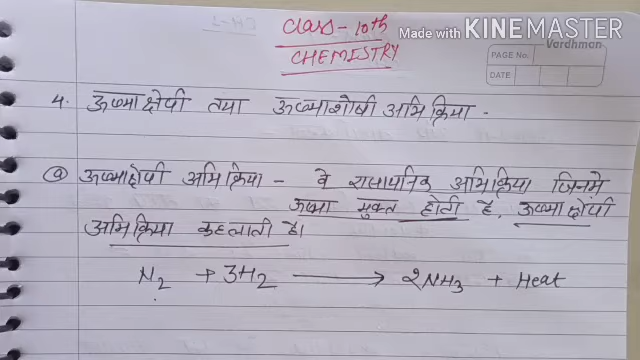 Class - 10th
CHEMISTRY
Made with KINEMASTER
Vardhman
PAGE No.
DATE
4. ऊष्माक्षेपी तथा ऊष्माशोषी अभिक्रिया -
(a) ऊष्माक्षेपी अभिक्रिया - वे रासायनिक अभिक्रिया जिनमे
ऊष्मा मुक्त होती है, ऊष्माक्षेपी
अभिक्रिया कहलाती है।
N2 + 3H2 → 2NH3 + Heat